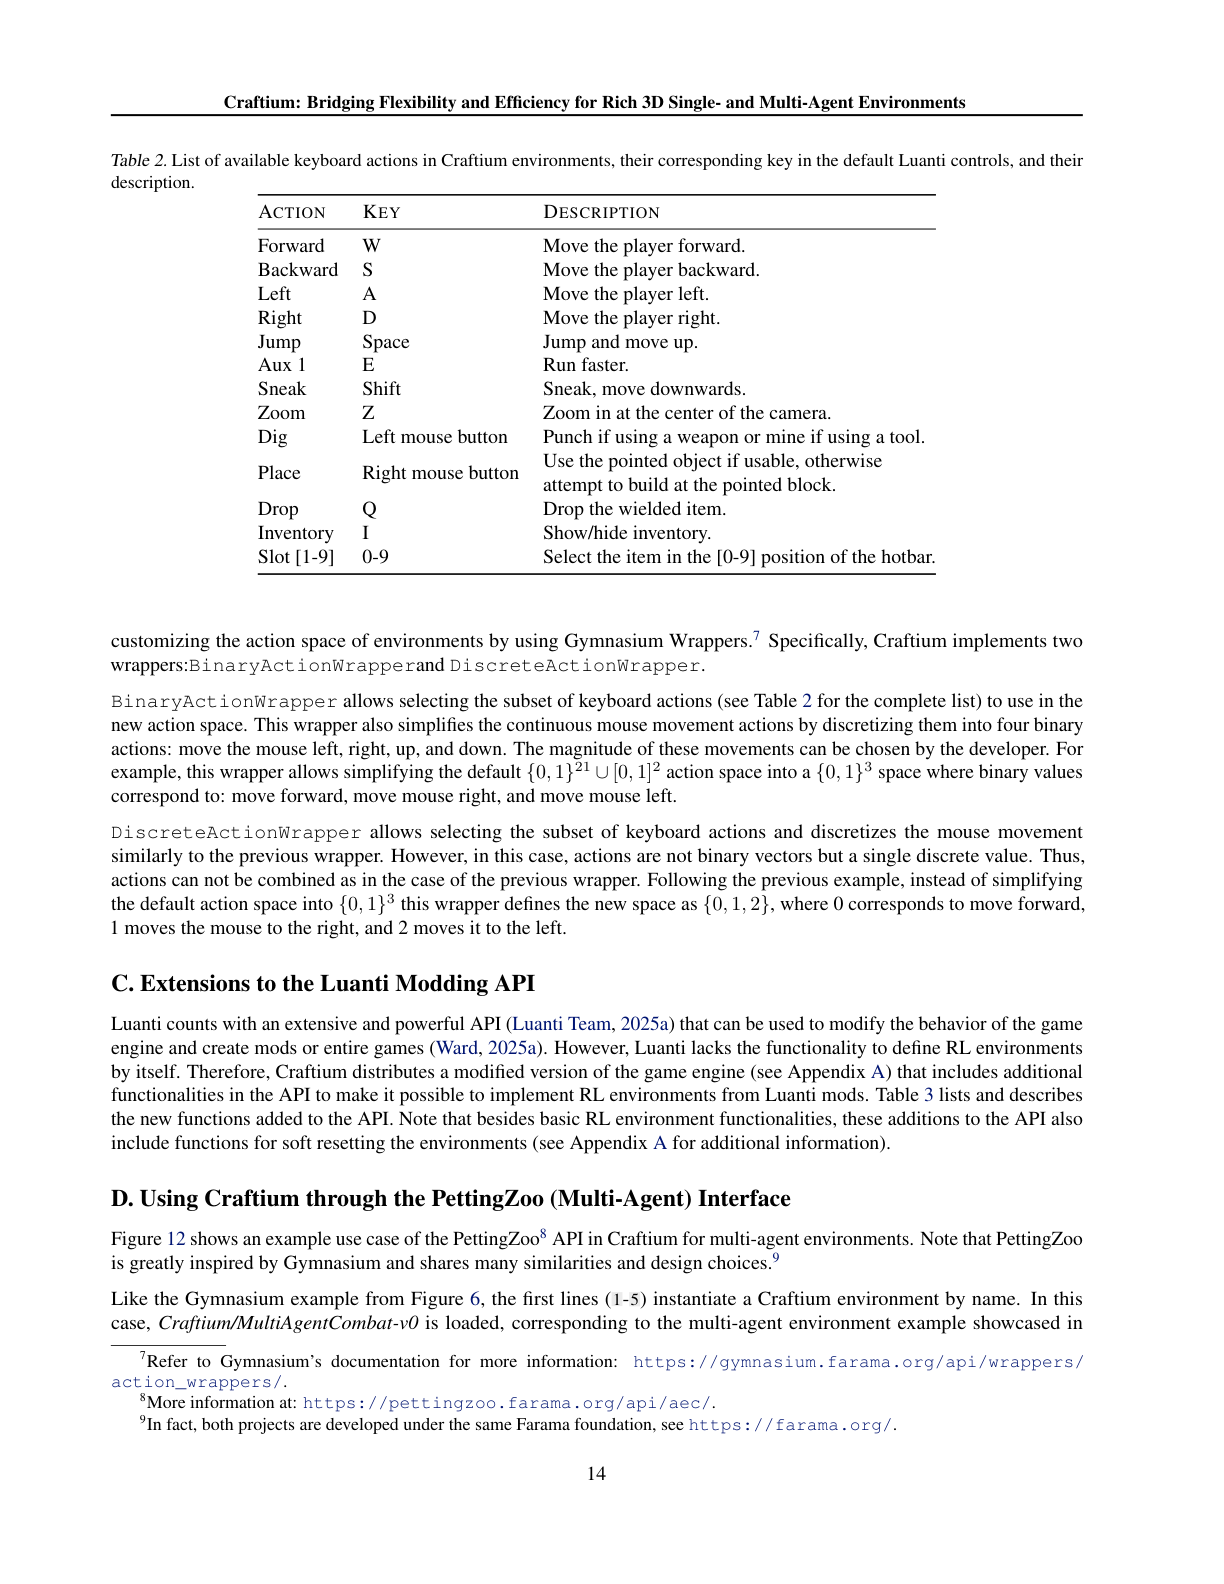 Craftium: Bridging Flexibility and Efficiency for Rich 3D Single- and Multi-Agent Environments
Table 2. List of available keyboard actions in Craftium environments, their corresponding key in the default Luanti controls, and their
description.
ACTION KEY DESCRIPTION
Forward W Move the player forward.
Backward S Move the player backward.
Left A Move the player left.
Right D Move the player right.
Jump Space Jump and move up.
Aux 1 E Run faster.
Sneak Shift Sneak, move downwards.
Zoom Z Zoom in at the center of the camera.
Dig Left mouse button Punch if using a weapon or mine if using a tool.
Place Right mouse button Use the pointed object if usable, otherwise
attempt to build at the pointed block.
Drop Q Drop the wielded item.
Inventory I Show/hide inventory.
Slot [1-9] 0-9 Select the item in the [0-9] position of the hotbar.
customizing the action space of environments by using Gymnasium Wrappers.⁷ Specifically, Craftium implements two
wrappers:BinaryActionWrapperand DiscreteActionWrapper.
BinaryActionWrapper allows selecting the subset of keyboard actions (see Table 2 for the complete list) to use in the
new action space. This wrapper also simplifies the continuous mouse movement actions by discretizing them into four binary
actions: move the mouse left, right, up, and down. The magnitude of these movements can be chosen by the developer. For
example, this wrapper allows simplifying the default {0, 1}²¹ ∪ [0, 1]² action space into a {0, 1}³ space where binary values
correspond to: move forward, move mouse right, and move mouse left.
DiscreteActionWrapper allows selecting the subset of keyboard actions and discretizes the mouse movement
similarly to the previous wrapper. However, in this case, actions are not binary vectors but a single discrete value. Thus,
actions can not be combined as in the case of the previous wrapper. Following the previous example, instead of simplifying
the default action space into {0, 1}³ this wrapper defines the new space as {0, 1, 2}, where 0 corresponds to move forward,
1 moves the mouse to the right, and 2 moves it to the left.
C. Extensions to the Luanti Modding API
Luanti counts with an extensive and powerful API (Luanti Team, 2025a) that can be used to modify the behavior of the game
engine and create mods or entire games (Ward, 2025a). However, Luanti lacks the functionality to define RL environments
by itself. Therefore, Craftium distributes a modified version of the game engine (see Appendix A) that includes additional
functionalities in the API to make it possible to implement RL environments from Luanti mods. Table 3 lists and describes
the new functions added to the API. Note that besides basic RL environment functionalities, these additions to the API also
include functions for soft resetting the environments (see Appendix A for additional information).
D. Using Craftium through the PettingZoo (Multi-Agent) Interface
Figure 12 shows an example use case of the PettingZoo⁸ API in Craftium for multi-agent environments. Note that PettingZoo
is greatly inspired by Gymnasium and shares many similarities and design choices.⁹
Like the Gymnasium example from Figure 6, the first lines (1-5) instantiate a Craftium environment by name. In this
case, Craftium/MultiAgentCombat-v0 is loaded, corresponding to the multi-agent environment example showcased in
⁷Refer to Gymnasium's documentation for more information: https://gymnasium.farama.org/api/wrappers/
action_wrappers/.
⁸More information at: https://pettingzoo.farama.org/api/aec/.
⁹In fact, both projects are developed under the same Farama foundation, see https://farama.org/.
14